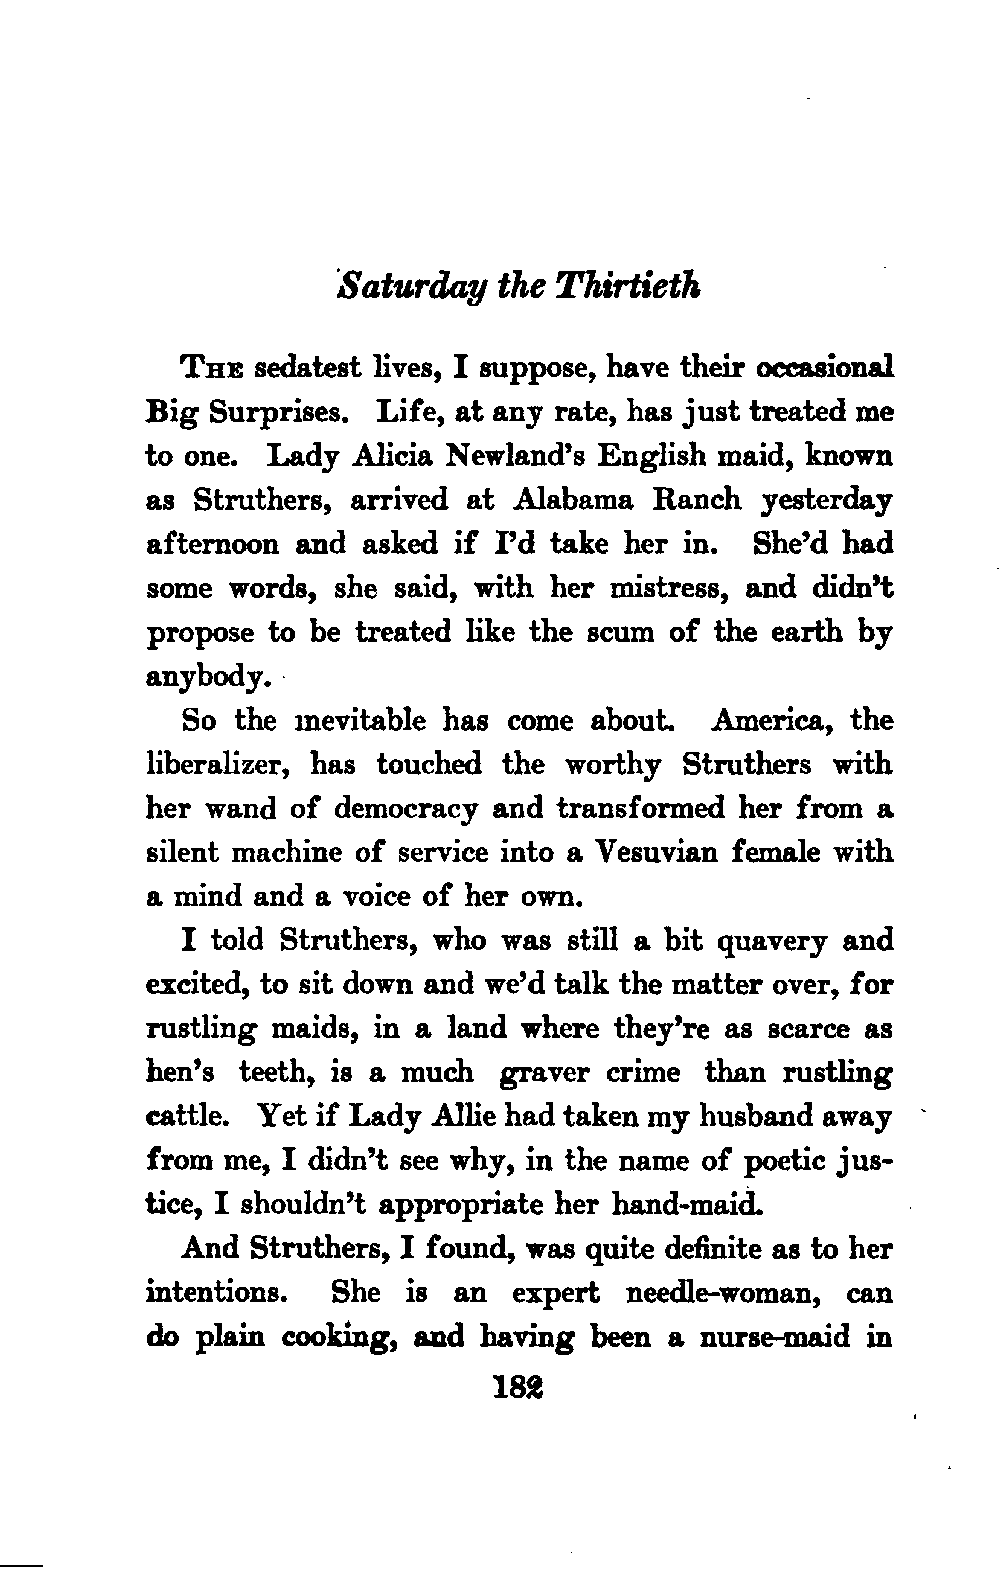 Saturday the Thirtieth
The sedatest lives, I suppose, have their occasional
Big Surprises. Life, at any rate, has just treated me
to one. Lady Alicia Newland's English maid, known
as Struthers, arrived at Alabama Ranch yesterday
afternoon and asked if I'd take her in. She'd had
some words, she said, with her mistress, and didn't
propose to be treated like the scum of the earth by
anybody.
So the inevitable has come about. America, the
liberalizer, has touched the worthy Struthers with
her wand of democracy and transformed her from a
silent machine of service into a Vesuvian female with
a mind and a voice of her own.
I told Struthers, who was still a bit quavery and
excited, to sit down and we'd talk the matter over, for
rustling maids, in a land where they're as scarce as
hen's teeth, is a much graver crime than rustling
cattle. Yet if Lady Allie had taken my husband away
from me, I didn't see why, in the name of poetic jus-
tice, I shouldn't appropriate her hand-maid.
And Struthers, I found, was quite definite as to her
intentions. She is an expert needle-woman, can
do plain cooking, and having been a nurse-maid in
182